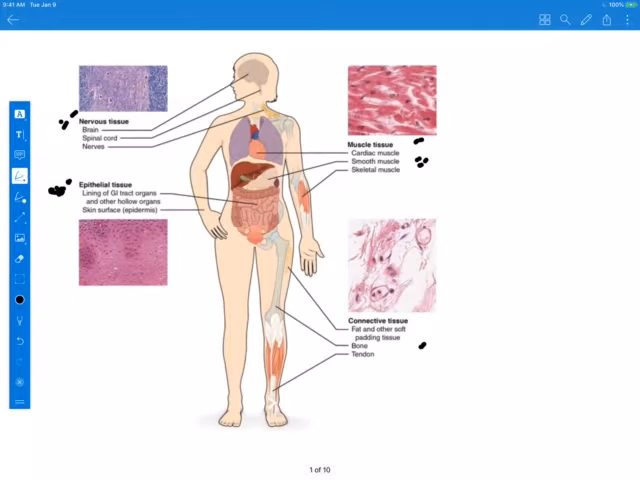 9:41 AM Tue Jan 9
100%
A
T
Nervous tissue
Brain
Spinal cord
Nerves
Epithelial tissue
Lining of GI tract organs
and other hollow organs
Skin surface (epidermis)
Muscle tissue
Cardiac muscle
Smooth muscle
Skeletal muscle
Connective tissue
Fat and other soft
padding tissue
Bone
Tendon
1 of 10